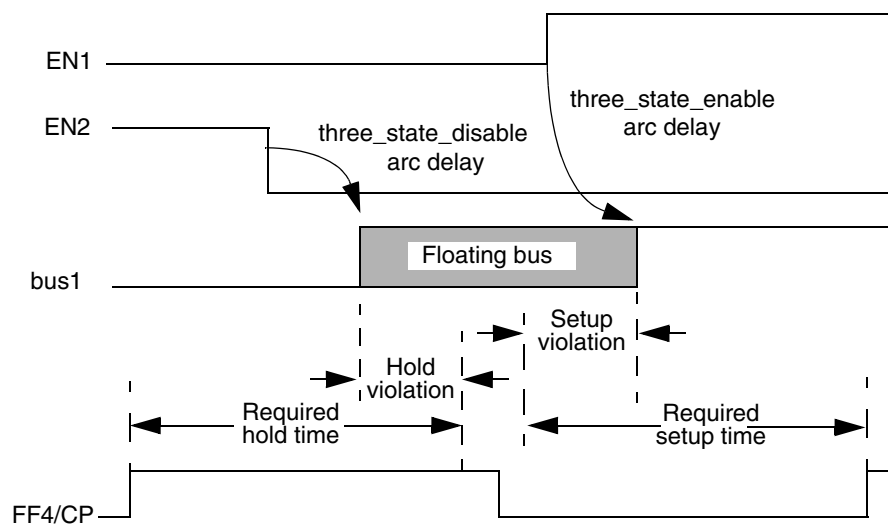 EN1
three_state_enable
arc delay
EN2
three_state_disable
arc delay
Floating bus
bus1
Setup
violation
Hold
violation
Required
hold time
Required
setup time
FF4/CP